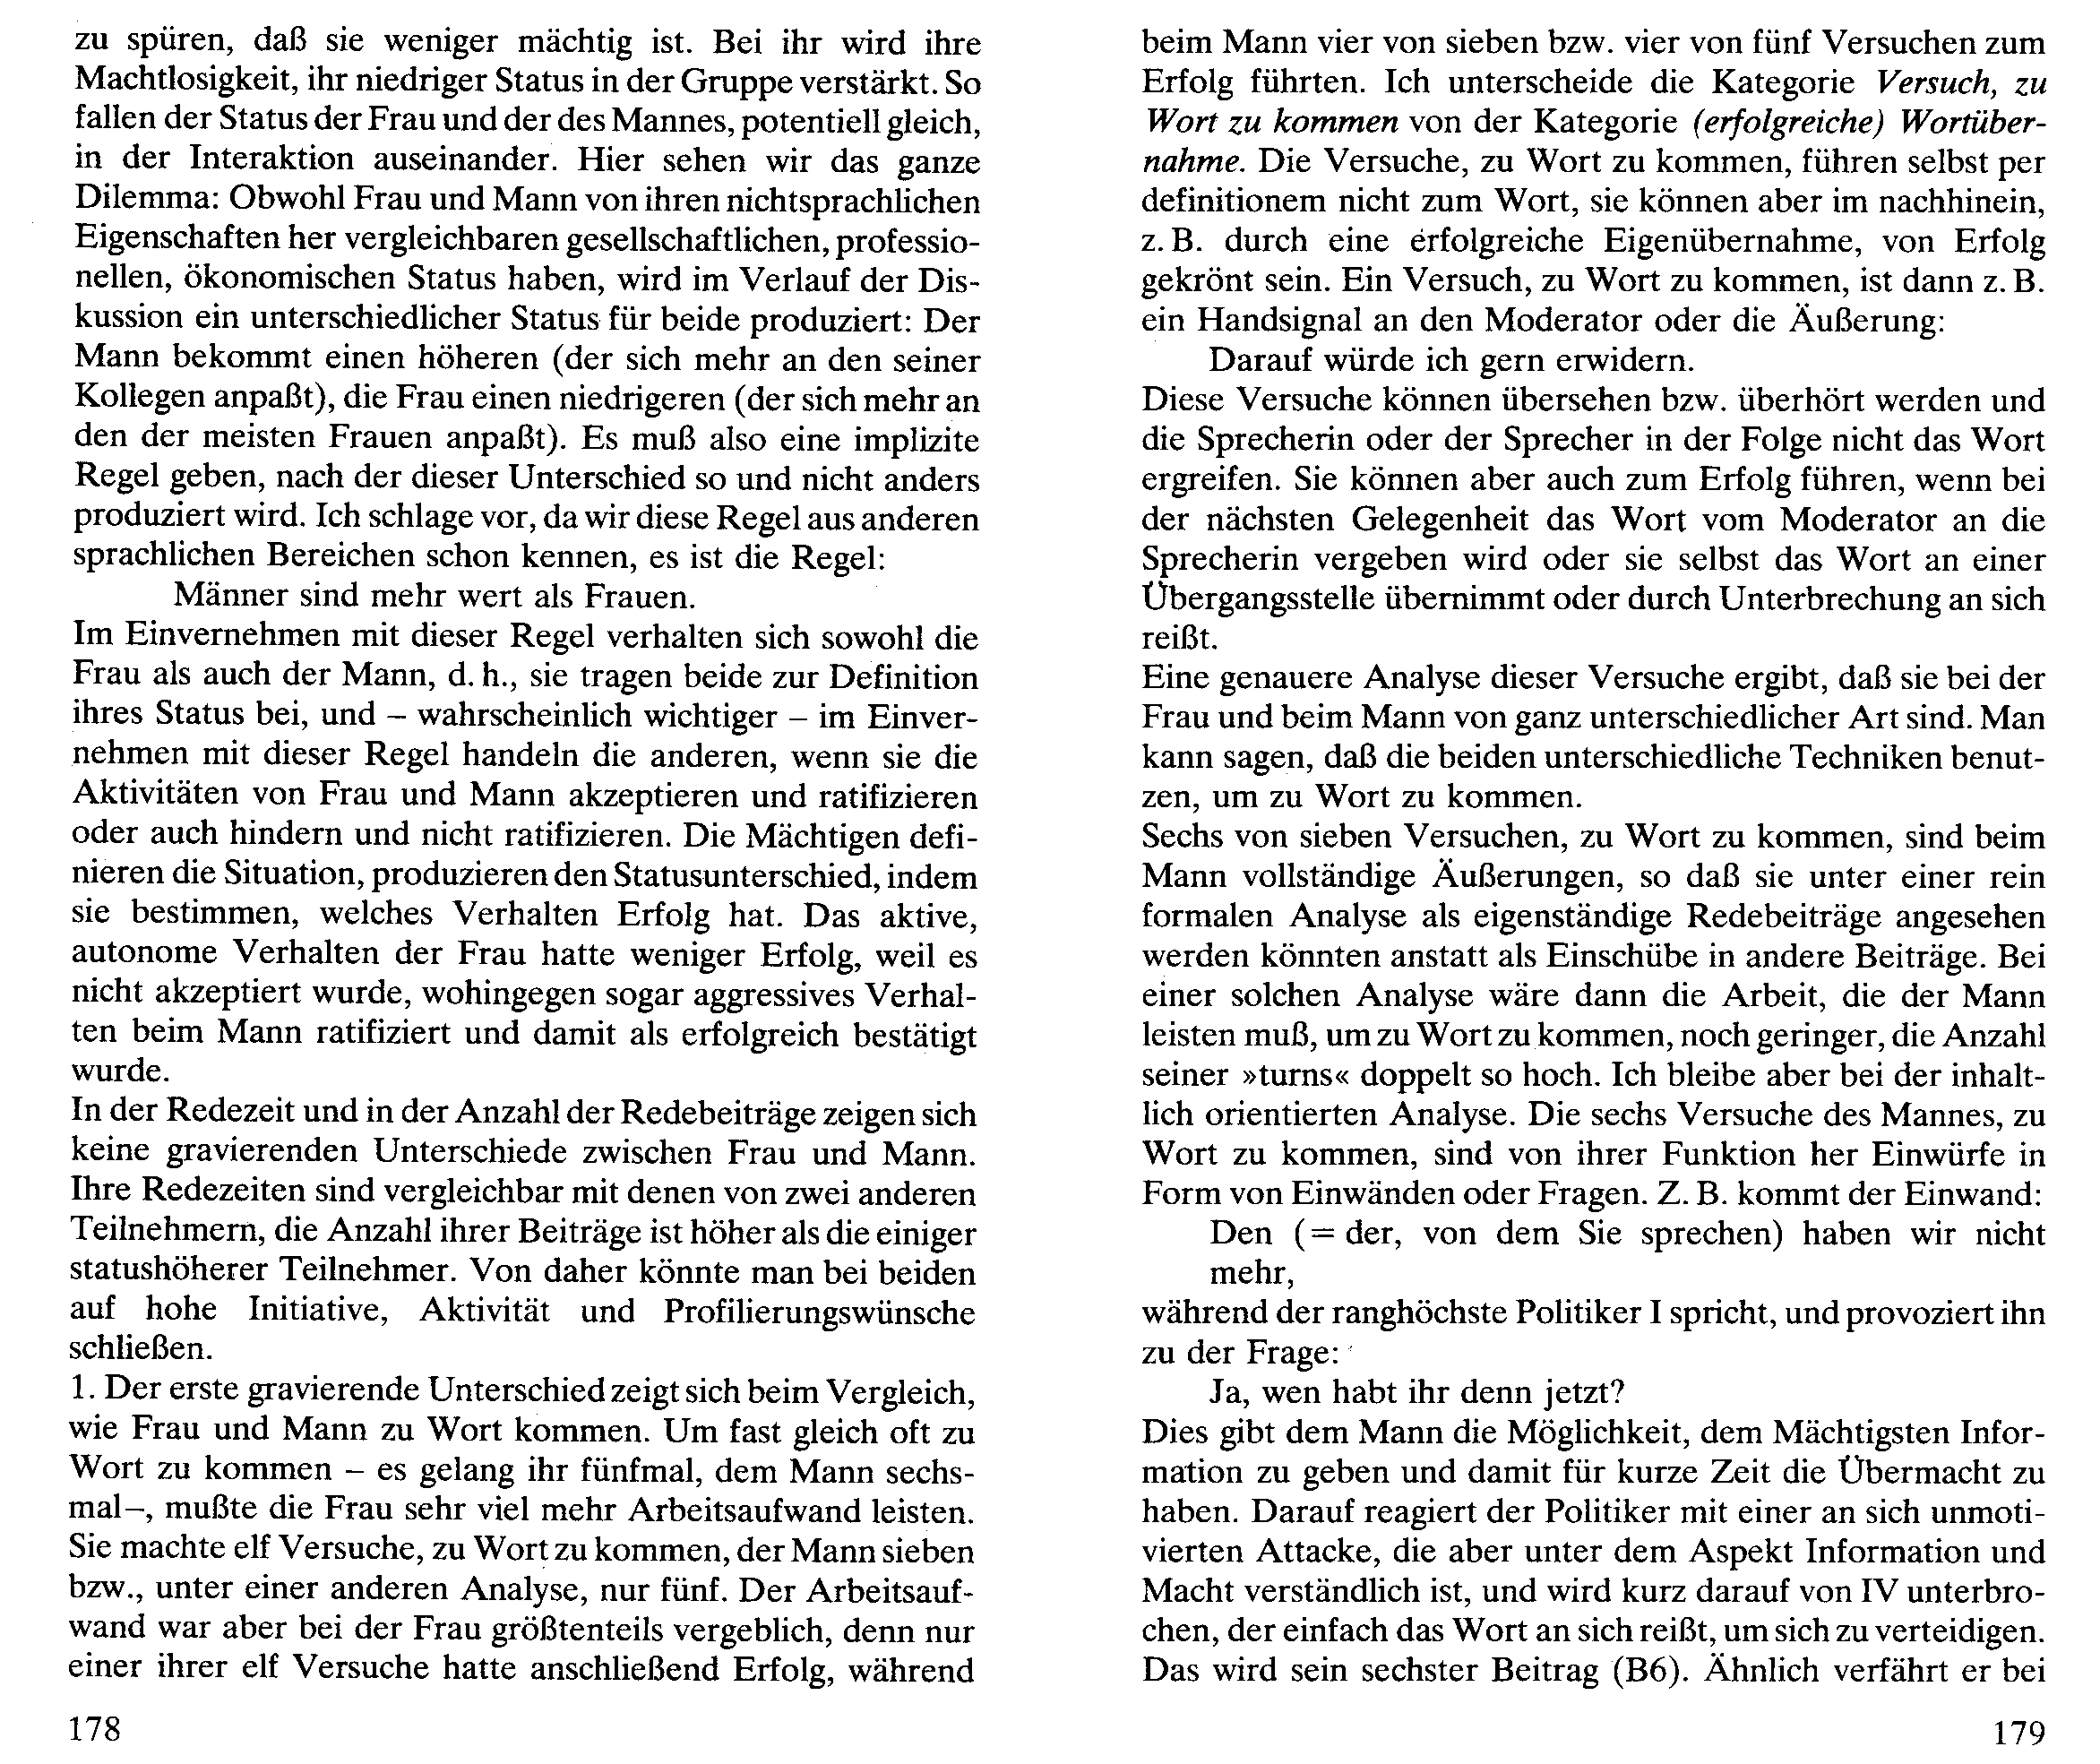 zu spüren, daß sie weniger mächtig ist. Bei ihr wird ihre
Machtlosigkeit, ihr niedriger Status in der Gruppe verstärkt. So
fallen der Status der Frau und der des Mannes, potentiell gleich,
in der Interaktion auseinander. Hier sehen wir das ganze
Dilemma: Obwohl Frau und Mann von ihren nichtsprachlichen
Eigenschaften her vergleichbaren gesellschaftlichen, professio-
nellen, ökonomischen Status haben, wird im Verlauf der Dis-
kussion ein unterschiedlicher Status für beide produziert: Der
Mann bekommt einen höheren (der sich mehr an den seiner
Kollegen anpaßt), die Frau einen niedrigeren (der sich mehr an
den der meisten Frauen anpaßt). Es muß also eine implizite
Regel geben, nach der dieser Unterschied so und nicht anders
produziert wird. Ich schlage vor, da wir diese Regel aus anderen
sprachlichen Bereichen schon kennen, es ist die Regel:
Männer sind mehr wert als Frauen.
Im Einvernehmen mit dieser Regel verhalten sich sowohl die
Frau als auch der Mann, d. h., sie tragen beide zur Definition
ihres Status bei, und – wahrscheinlich wichtiger – im Einver-
nehmen mit dieser Regel handeln die anderen, wenn sie die
Aktivitäten von Frau und Mann akzeptieren und ratifizieren
oder auch hindern und nicht ratifizieren. Die Mächtigen defi-
nieren die Situation, produzieren den Statusunterschied, indem
sie bestimmen, welches Verhalten Erfolg hat. Das aktive,
autonome Verhalten der Frau hatte weniger Erfolg, weil es
nicht akzeptiert wurde, wohingegen sogar aggressives Verhal-
ten beim Mann ratifiziert und damit als erfolgreich bestätigt
wurde.
In der Redezeit und in der Anzahl der Redebeiträge zeigen sich
keine gravierenden Unterschiede zwischen Frau und Mann.
Ihre Redezeiten sind vergleichbar mit denen von zwei anderen
Teilnehmern, die Anzahl ihrer Beiträge ist höher als die einiger
statushöherer Teilnehmer. Von daher könnte man bei beiden
auf hohe Initiative, Aktivität und Profilierungswünsche
schließen.
1. Der erste gravierende Unterschied zeigt sich beim Vergleich,
wie Frau und Mann zu Wort kommen. Um fast gleich oft zu
Wort zu kommen – es gelang ihr fünfmal, dem Mann sechs-
mal–, mußte die Frau sehr viel mehr Arbeitsaufwand leisten.
Sie machte elf Versuche, zu Wort zu kommen, der Mann sieben
bzw., unter einer anderen Analyse, nur fünf. Der Arbeitsauf-
wand war aber bei der Frau größtenteils vergeblich, denn nur
einer ihrer elf Versuche hatte anschließend Erfolg, während
178
beim Mann vier von sieben bzw. vier von fünf Versuchen zum
Erfolg führten. Ich unterscheide die Kategorie Versuch, zu
Wort zu kommen von der Kategorie (erfolgreiche) Wortüber-
nahme. Die Versuche, zu Wort zu kommen, führen selbst per
definitionem nicht zum Wort, sie können aber im nachhinein,
z. B. durch eine erfolgreiche Eigenübernahme, von Erfolg
gekrönt sein. Ein Versuch, zu Wort zu kommen, ist dann z. B.
ein Handsignal an den Moderator oder die Äußerung:
Darauf würde ich gern erwidern.
Diese Versuche können übersehen bzw. überhört werden und
die Sprecherin oder der Sprecher in der Folge nicht das Wort
ergreifen. Sie können aber auch zum Erfolg führen, wenn bei
der nächsten Gelegenheit das Wort vom Moderator an die
Sprecherin vergeben wird oder sie selbst das Wort an einer
Übergangsstelle übernimmt oder durch Unterbrechung an sich
reißt.
Eine genauere Analyse dieser Versuche ergibt, daß sie bei der
Frau und beim Mann von ganz unterschiedlicher Art sind. Man
kann sagen, daß die beiden unterschiedliche Techniken benut-
zen, um zu Wort zu kommen.
Sechs von sieben Versuchen, zu Wort zu kommen, sind beim
Mann vollständige Äußerungen, so daß sie unter einer rein
formalen Analyse als eigenständige Redebeiträge angesehen
werden könnten anstatt als Einschübe in andere Beiträge. Bei
einer solchen Analyse wäre dann die Arbeit, die der Mann
leisten muß, um zu Wort zu kommen, noch geringer, die Anzahl
seiner »turns« doppelt so hoch. Ich bleibe aber bei der inhalt-
lich orientierten Analyse. Die sechs Versuche des Mannes, zu
Wort zu kommen, sind von ihrer Funktion her Einwürfe in
Form von Einwänden oder Fragen. Z. B. kommt der Einwand:
Den (= der, von dem Sie sprechen) haben wir nicht
mehr,
während der ranghöchste Politiker I spricht, und provoziert ihn
zu der Frage:
Ja, wen habt ihr denn jetzt?
Dies gibt dem Mann die Möglichkeit, dem Mächtigsten Infor-
mation zu geben und damit für kurze Zeit die Übermacht zu
haben. Darauf reagiert der Politiker mit einer an sich unmoti-
vierten Attacke, die aber unter dem Aspekt Information und
Macht verständlich ist, und wird kurz darauf von IV unterbro-
chen, der einfach das Wort an sich reißt, um sich zu verteidigen.
Das wird sein sechster Beitrag (B6). Ähnlich verfährt er bei
179